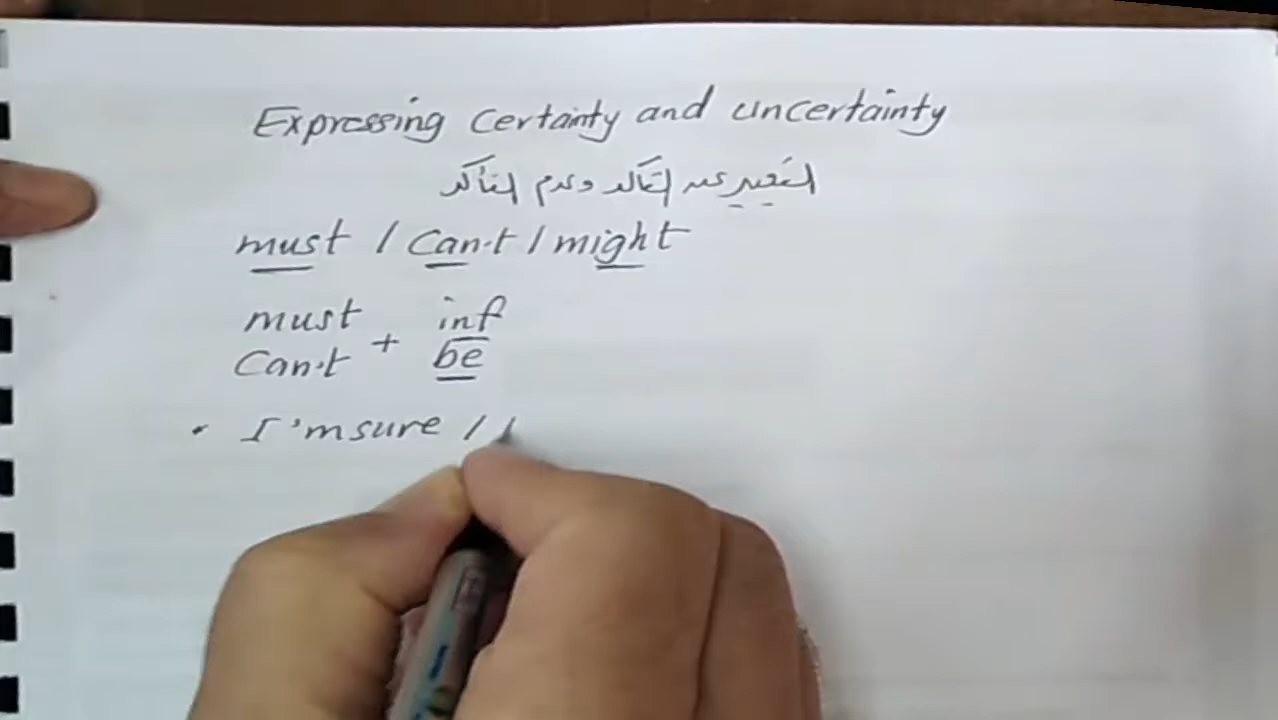 Expressing certainty and uncertainty
التعبير عن التأكد وعدم التأكد
must / Can't / might
must
Can't + inf
be
• I'm sure /